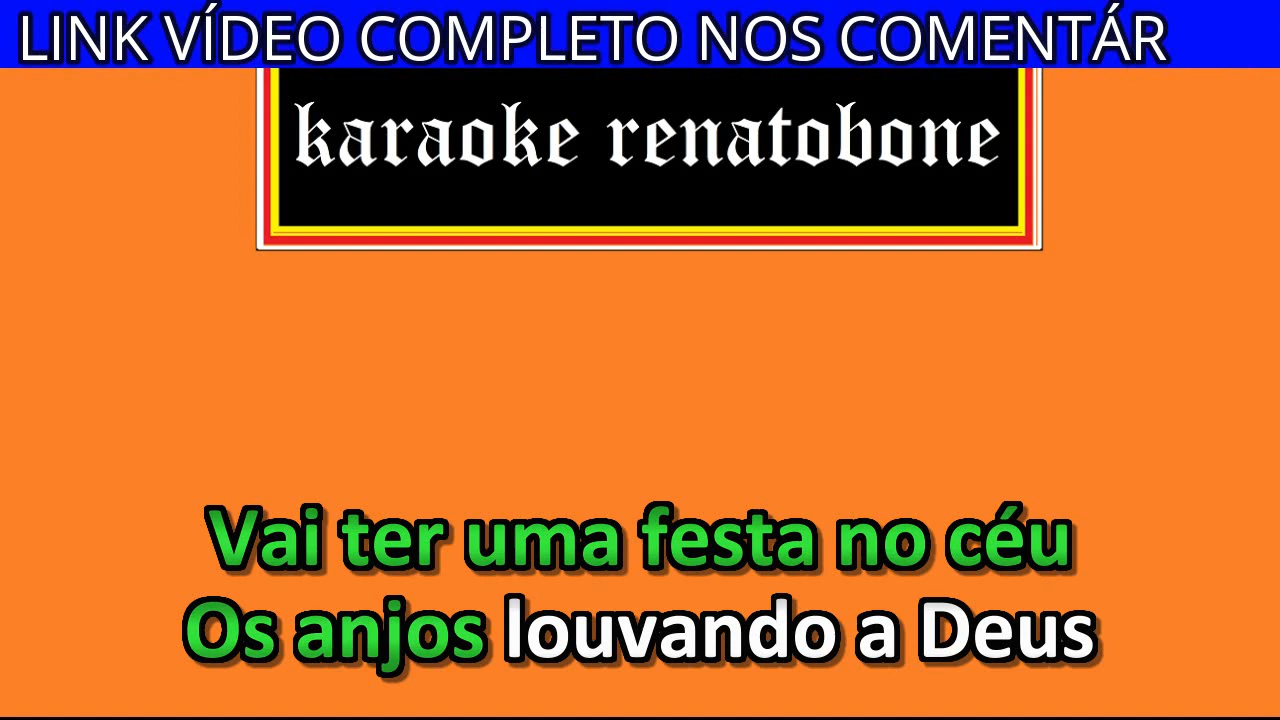 LINK VÍDEO COMPLETO NOS COMENTÁR
karaoke renatobone
Vai ter uma festa no céu
Os anjos louvando a Deus